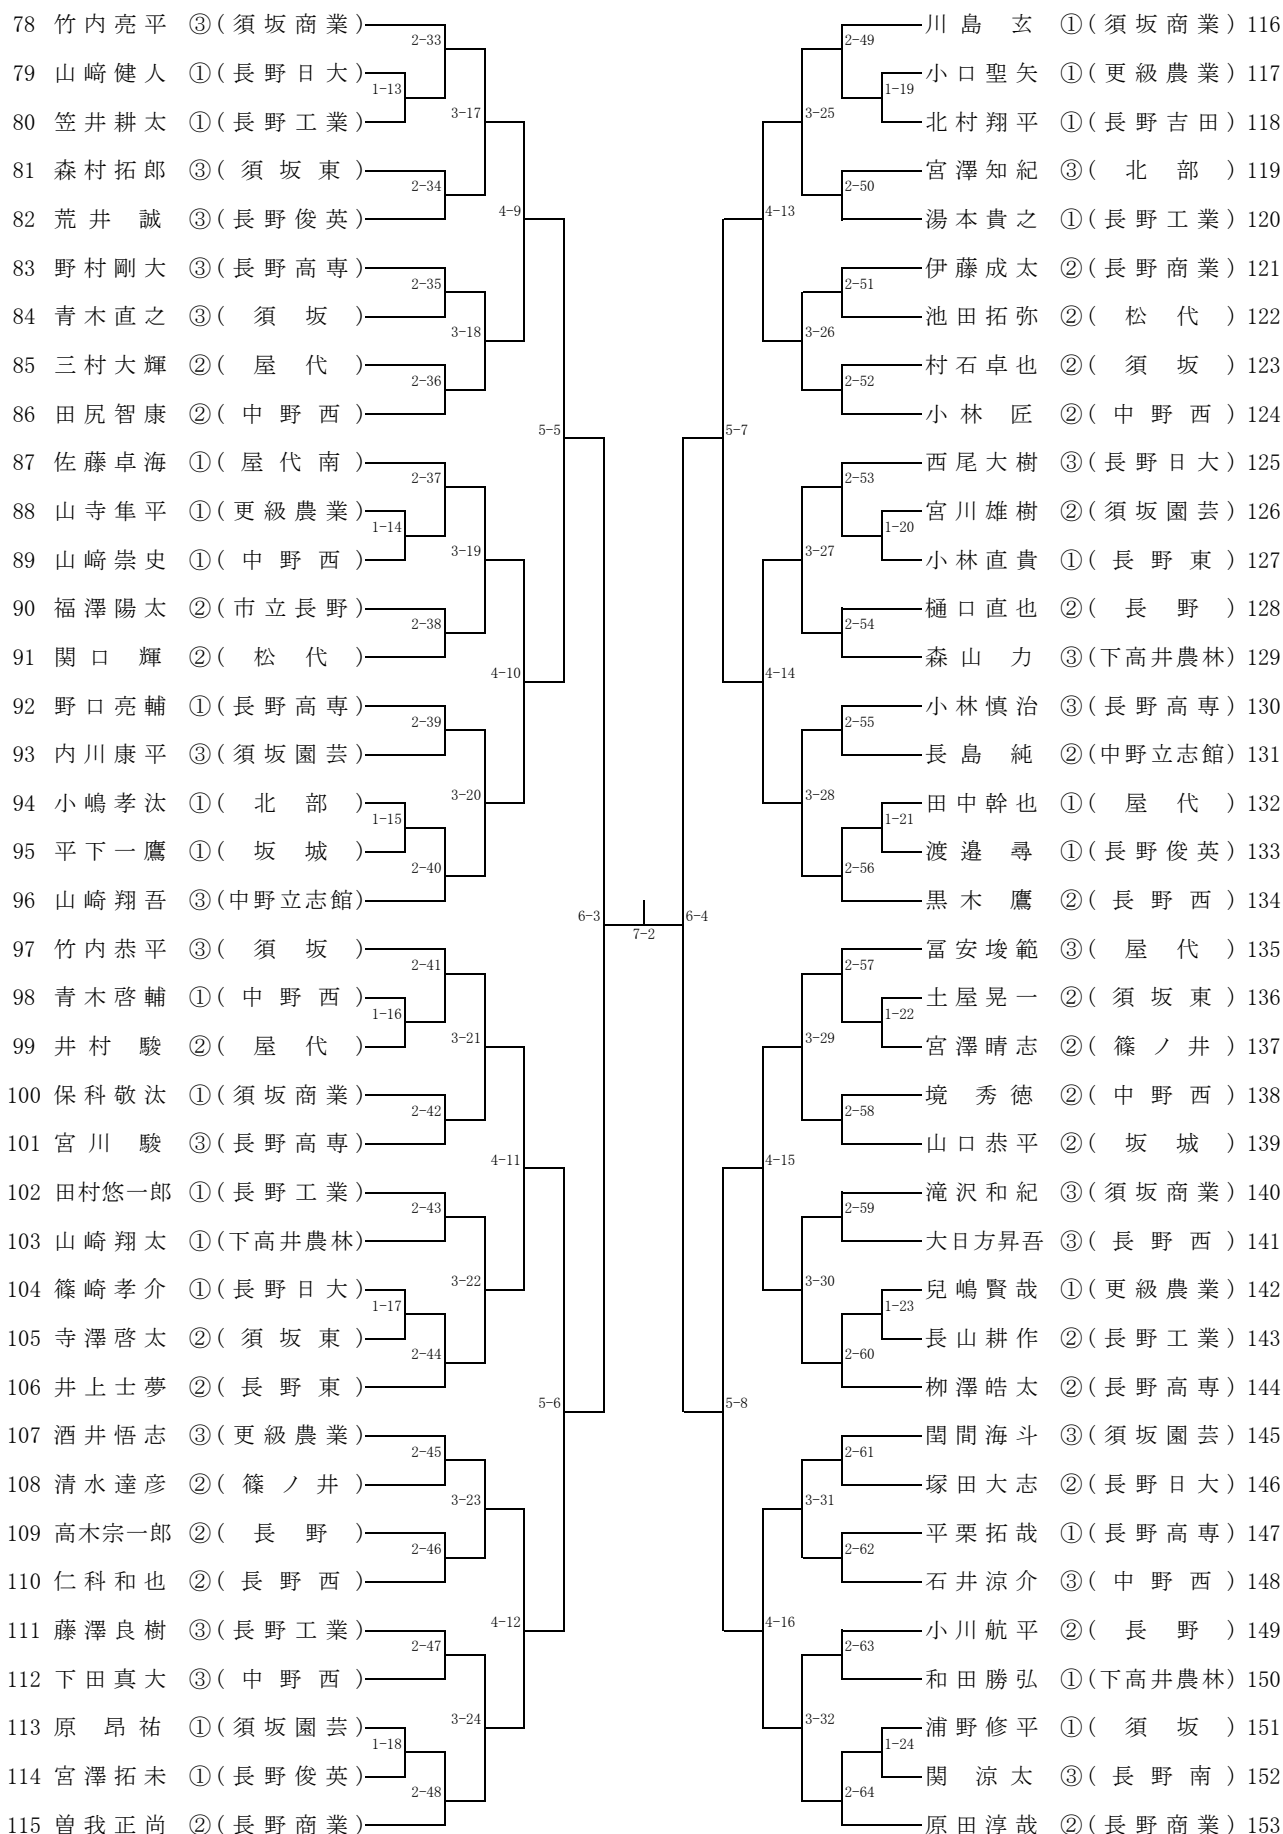 78 竹内亮平 ③(須坂商業)
79 山﨑健人 ①(長野日大)
80 笠井耕太 ①(長野工業)
81 森村拓郎 ③(須坂東)
82 荒井誠 ③(長野俊英)
83 野村剛大 ③(長野高専)
84 青木直之 ③(須坂)
85 三村大輝 ②(屋代)
86 田尻智康 ②(中野西)
87 佐藤卓海 ①(屋代南)
88 山寺隼平 ①(更級農業)
89 山﨑崇史 ①(中野西)
90 福澤陽太 ②(市立長野)
91 関口輝 ②(松代)
92 野口亮輔 ①(長野高専)
93 内川康平 ③(須坂園芸)
94 小嶋孝汰 ①(北部)
95 平下一鷹 ①(坂城)
96 山崎翔吾 ③(中野立志館)
97 竹内恭平 ③(須坂)
98 青木啓輔 ①(中野西)
99 井村駿 ②(屋代)
100 保科敬汰 ①(須坂商業)
101 宮川駿 ③(長野高専)
102 田村悠一郎 ①(長野工業)
103 山崎翔太 ①(下高井農林)
104 篠崎孝介 ①(長野日大)
105 寺澤啓太 ②(須坂東)
106 井上士夢 ②(長野東)
107 酒井悟志 ③(更級農業)
108 清水達彦 ②(篠ノ井)
109 高木宗一郎 ②(長野)
110 仁科和也 ②(長野西)
111 藤澤良樹 ③(長野工業)
112 下田真大 ③(中野西)
113 原昂祐 ①(須坂園芸)
114 宮澤拓未 ①(長野俊英)
115 曽我正尚 ②(長野商業)
1-13
1-14
1-15
1-16
1-17
1-18
2-33
2-34
2-35
2-36
2-37
2-38
2-39
2-40
2-41
2-42
2-43
2-44
2-45
2-46
2-47
2-48
3-17
3-18
3-19
3-20
3-21
3-22
3-23
3-24
4-9
4-10
4-11
4-12
5-5
5-6
6-3
7-2
6-4
5-7
5-8
4-13
4-14
4-15
4-16
3-25
3-26
3-27
3-28
3-29
3-30
3-31
3-32
2-49
2-50
2-51
2-52
2-53
2-54
2-55
2-56
2-57
2-58
2-59
2-60
2-61
2-62
2-63
2-64
1-19
1-20
1-21
1-22
1-23
1-24
川島玄 ①(須坂商業) 116
小口聖矢 ①(更級農業) 117
北村翔平 ①(長野吉田) 118
宮澤知紀 ③(北部) 119
湯本貴之 ①(長野工業) 120
伊藤成太 ②(長野商業) 121
池田拓弥 ②(松代) 122
村石卓也 ②(須坂) 123
小林匠 ②(中野西) 124
西尾大樹 ③(長野日大) 125
宮川雄樹 ②(須坂園芸) 126
小林直貴 ①(長野東) 127
樋口直也 ②(長野) 128
森山力 ③(下高井農林) 129
小林慎治 ③(長野高専) 130
長島純 ②(中野立志館) 131
田中幹也 ①(屋代) 132
渡邉尋 ①(長野俊英) 133
黒木鷹 ②(長野西) 134
冨安埈範 ③(屋代) 135
土屋晃一 ②(須坂東) 136
宮澤晴志 ②(篠ノ井) 137
境秀徳 ②(中野西) 138
山口恭平 ②(坂城) 139
滝沢和紀 ③(須坂商業) 140
大日方昇吾 ③(長野西) 141
兒嶋賢哉 ①(更級農業) 142
長山耕作 ②(長野工業) 143
栁澤皓太 ②(長野高専) 144
閏間海斗 ③(須坂園芸) 145
塚田大志 ②(長野日大) 146
平栗拓哉 ①(長野高専) 147
石井涼介 ③(中野西) 148
小川航平 ②(長野) 149
和田勝弘 ①(下高井農林) 150
浦野修平 ①(須坂) 151
関涼太 ③(長野南) 152
原田淳哉 ②(長野商業) 153